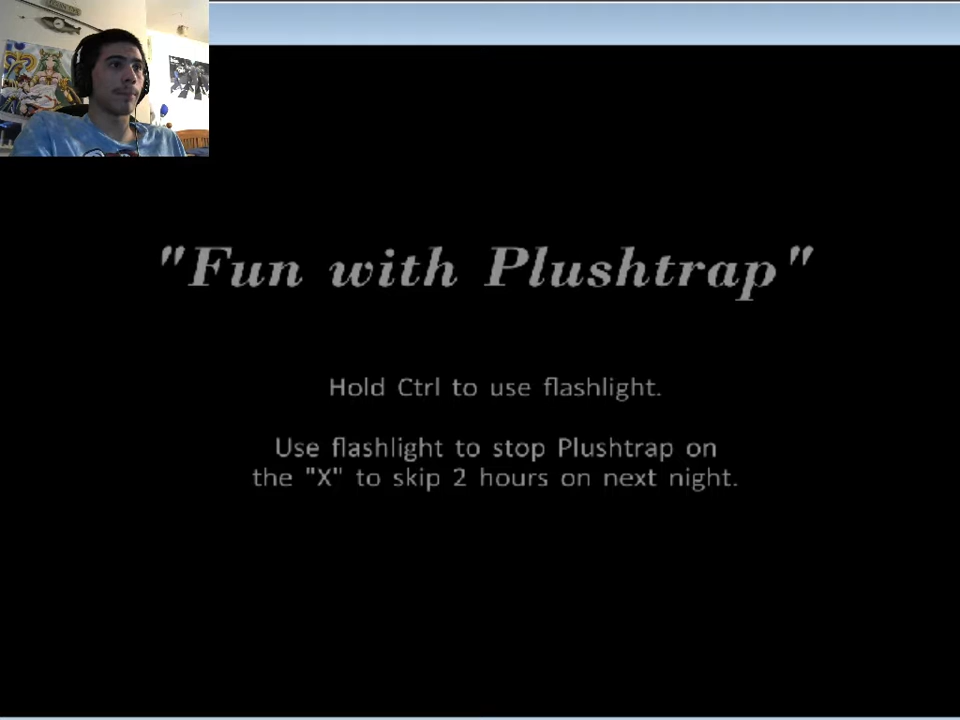 "Fun with Plushtrap"
Hold Ctrl to use flashlight.
Use flashlight to stop Plushtrap on
the "X" to skip 2 hours on next night.